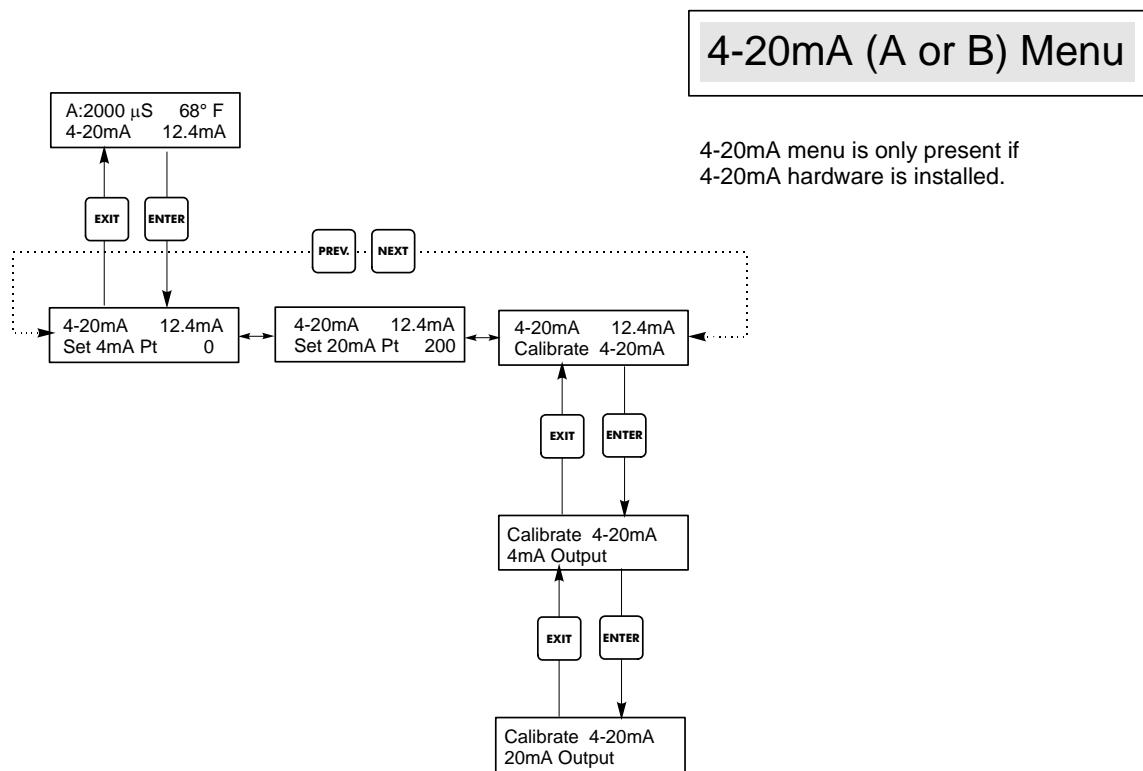 4-20mA (A or B) Menu
4-20mA menu is only present if
4-20mA hardware is installed.
A:2000 μS 68° F
4-20mA 12.4mA
EXIT
ENTER
PREV.
NEXT
4-20mA 12.4mA
Set 4mA Pt 0
4-20mA 12.4mA
Set 20mA Pt 200
4-20mA 12.4mA
Calibrate 4-20mA
EXIT
ENTER
Calibrate 4-20mA
4mA Output
EXIT
ENTER
Calibrate 4-20mA
20mA Output